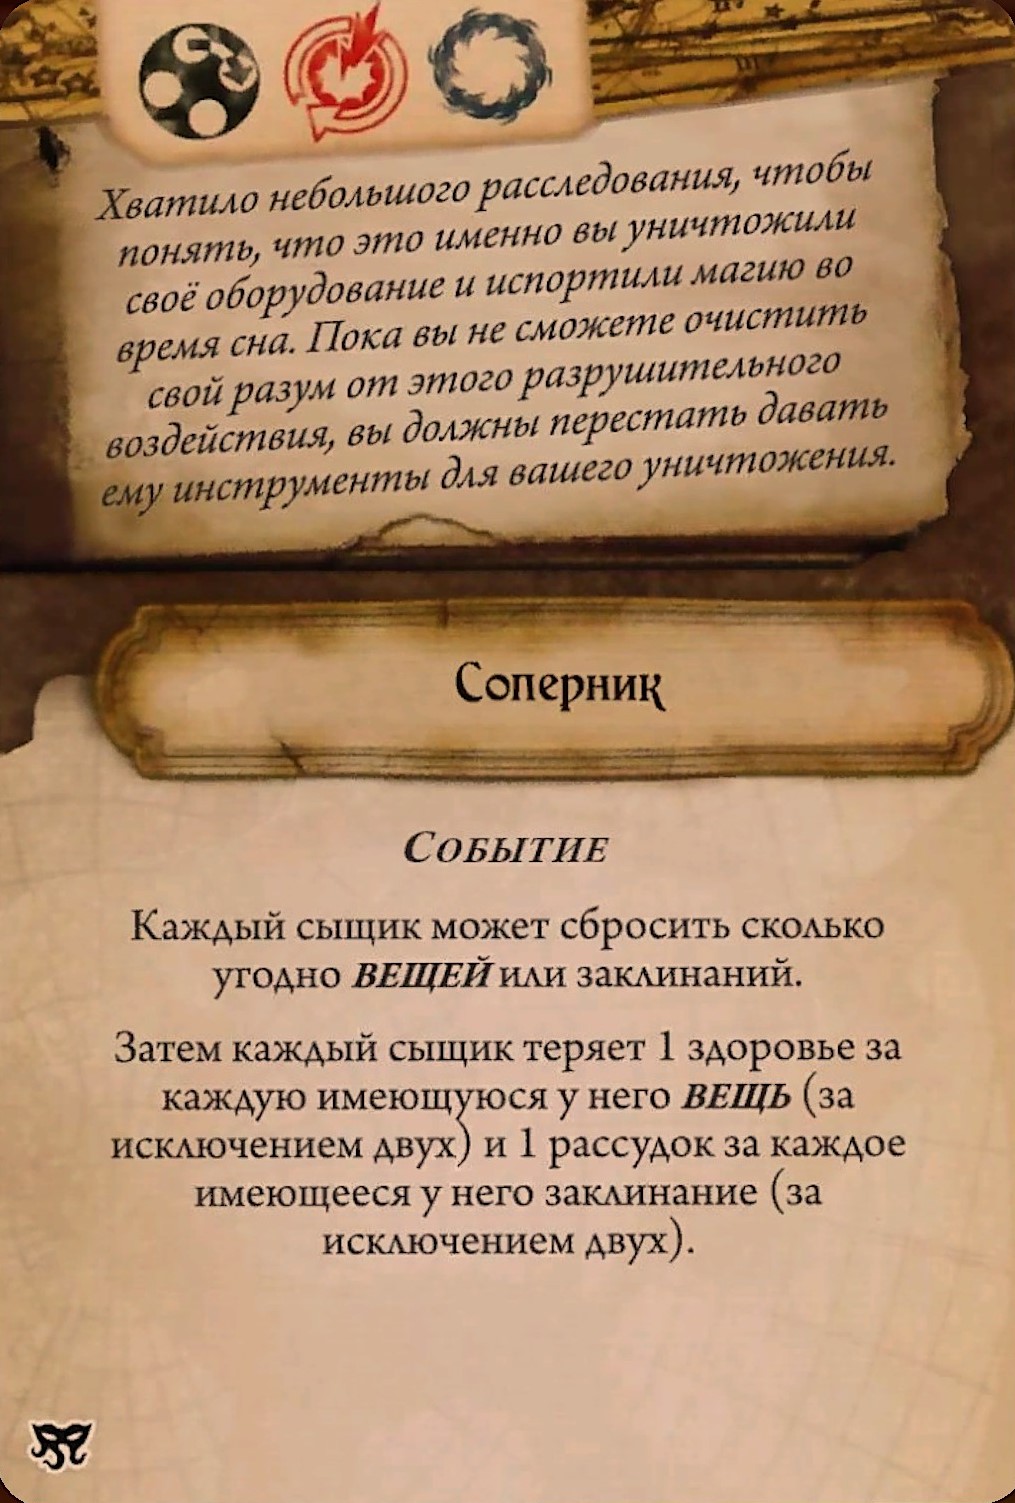 Хватило небольшого расследования, чтобы
понять, что это именно вы уничтожили
своё оборудование и испортили магию во
время сна. Пока вы не сможете очистить
свой разум от этого разрушительного
воздействия, вы должны перестать давать
ему инструменты для вашего уничтожения.
Соперник
Событие
Каждый сыщик может сбросить сколько
угодно ВЕЩЕЙ или заклинаний.
Затем каждый сыщик теряет 1 здоровье за
каждую имеющуюся у него ВЕЩЬ (за
исключением двух) и 1 рассудок за каждое
имеющееся у него заклинание (за
исключением двух).